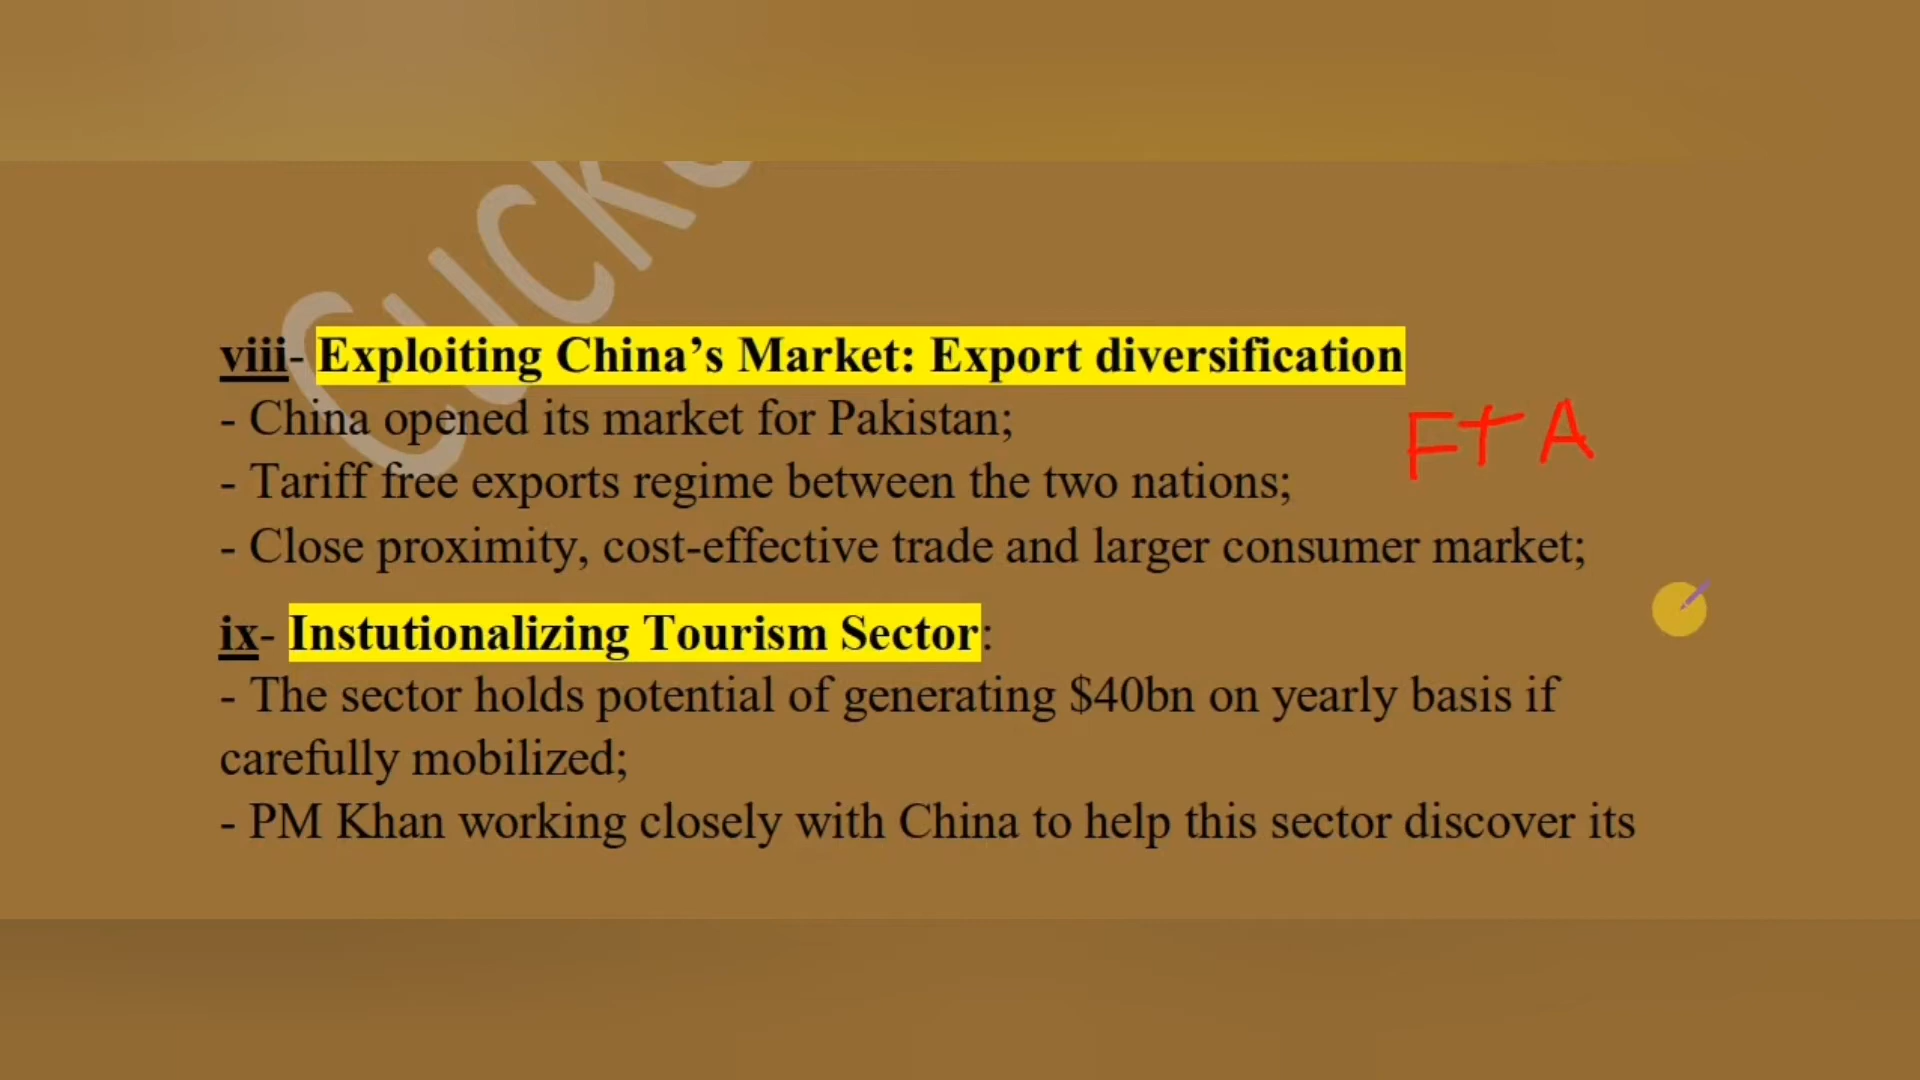 viii- Exploiting China’s Market: Export diversification
- China opened its market for Pakistan;
FTA
- Tariff free exports regime between the two nations;
- Close proximity, cost-effective trade and larger consumer market;
ix- Instutionalizing Tourism Sector:
- The sector holds potential of generating $40bn on yearly basis if
carefully mobilized;
- PM Khan working closely with China to help this sector discover its